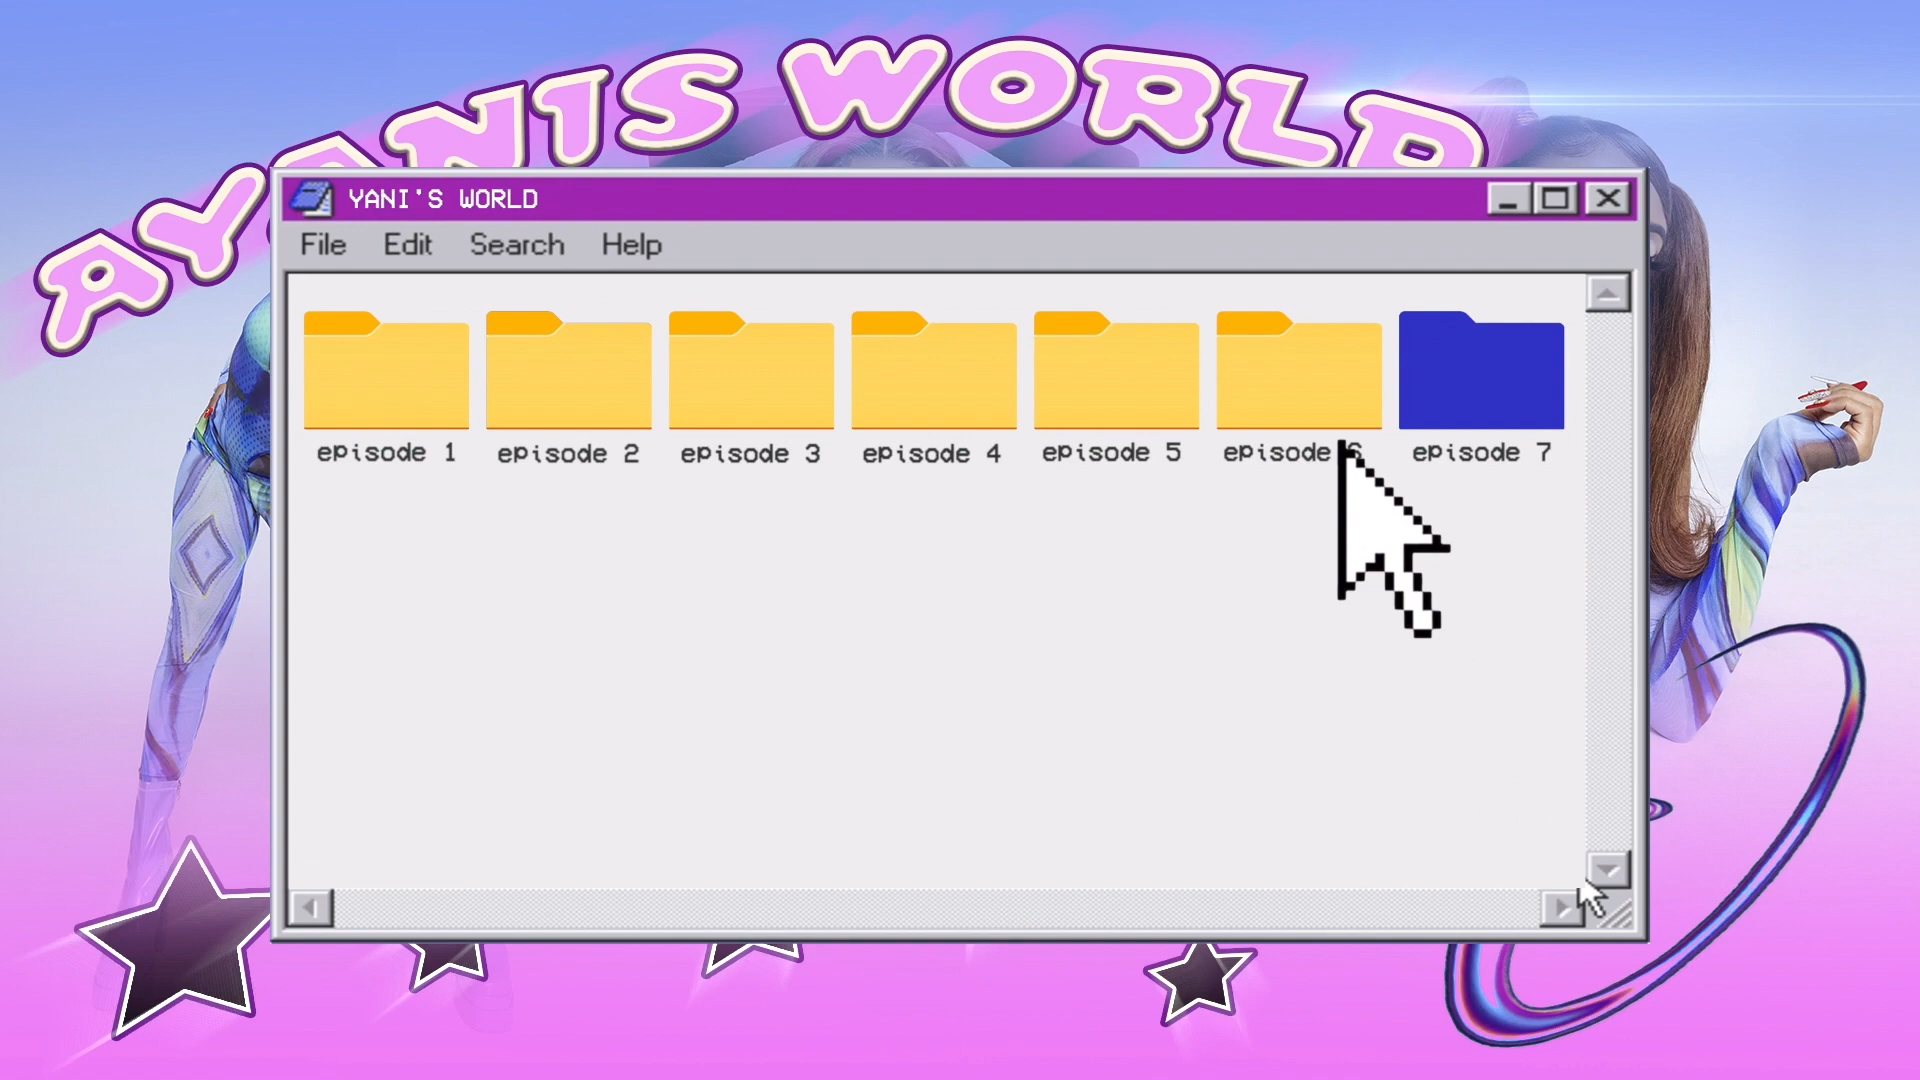 AYANIS WORLD
YANI'S WORLD
File Edit Search Help
episode 1 episode 2 episode 3 episode 4 episode 5 episode 6 episode 7